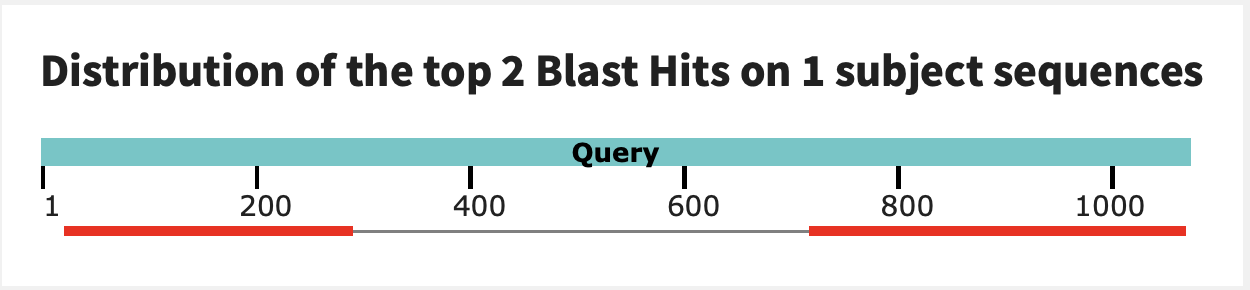 Distribution of the top 2 Blast Hits on 1 subject sequences
Query
1 200 400 600 800 1000